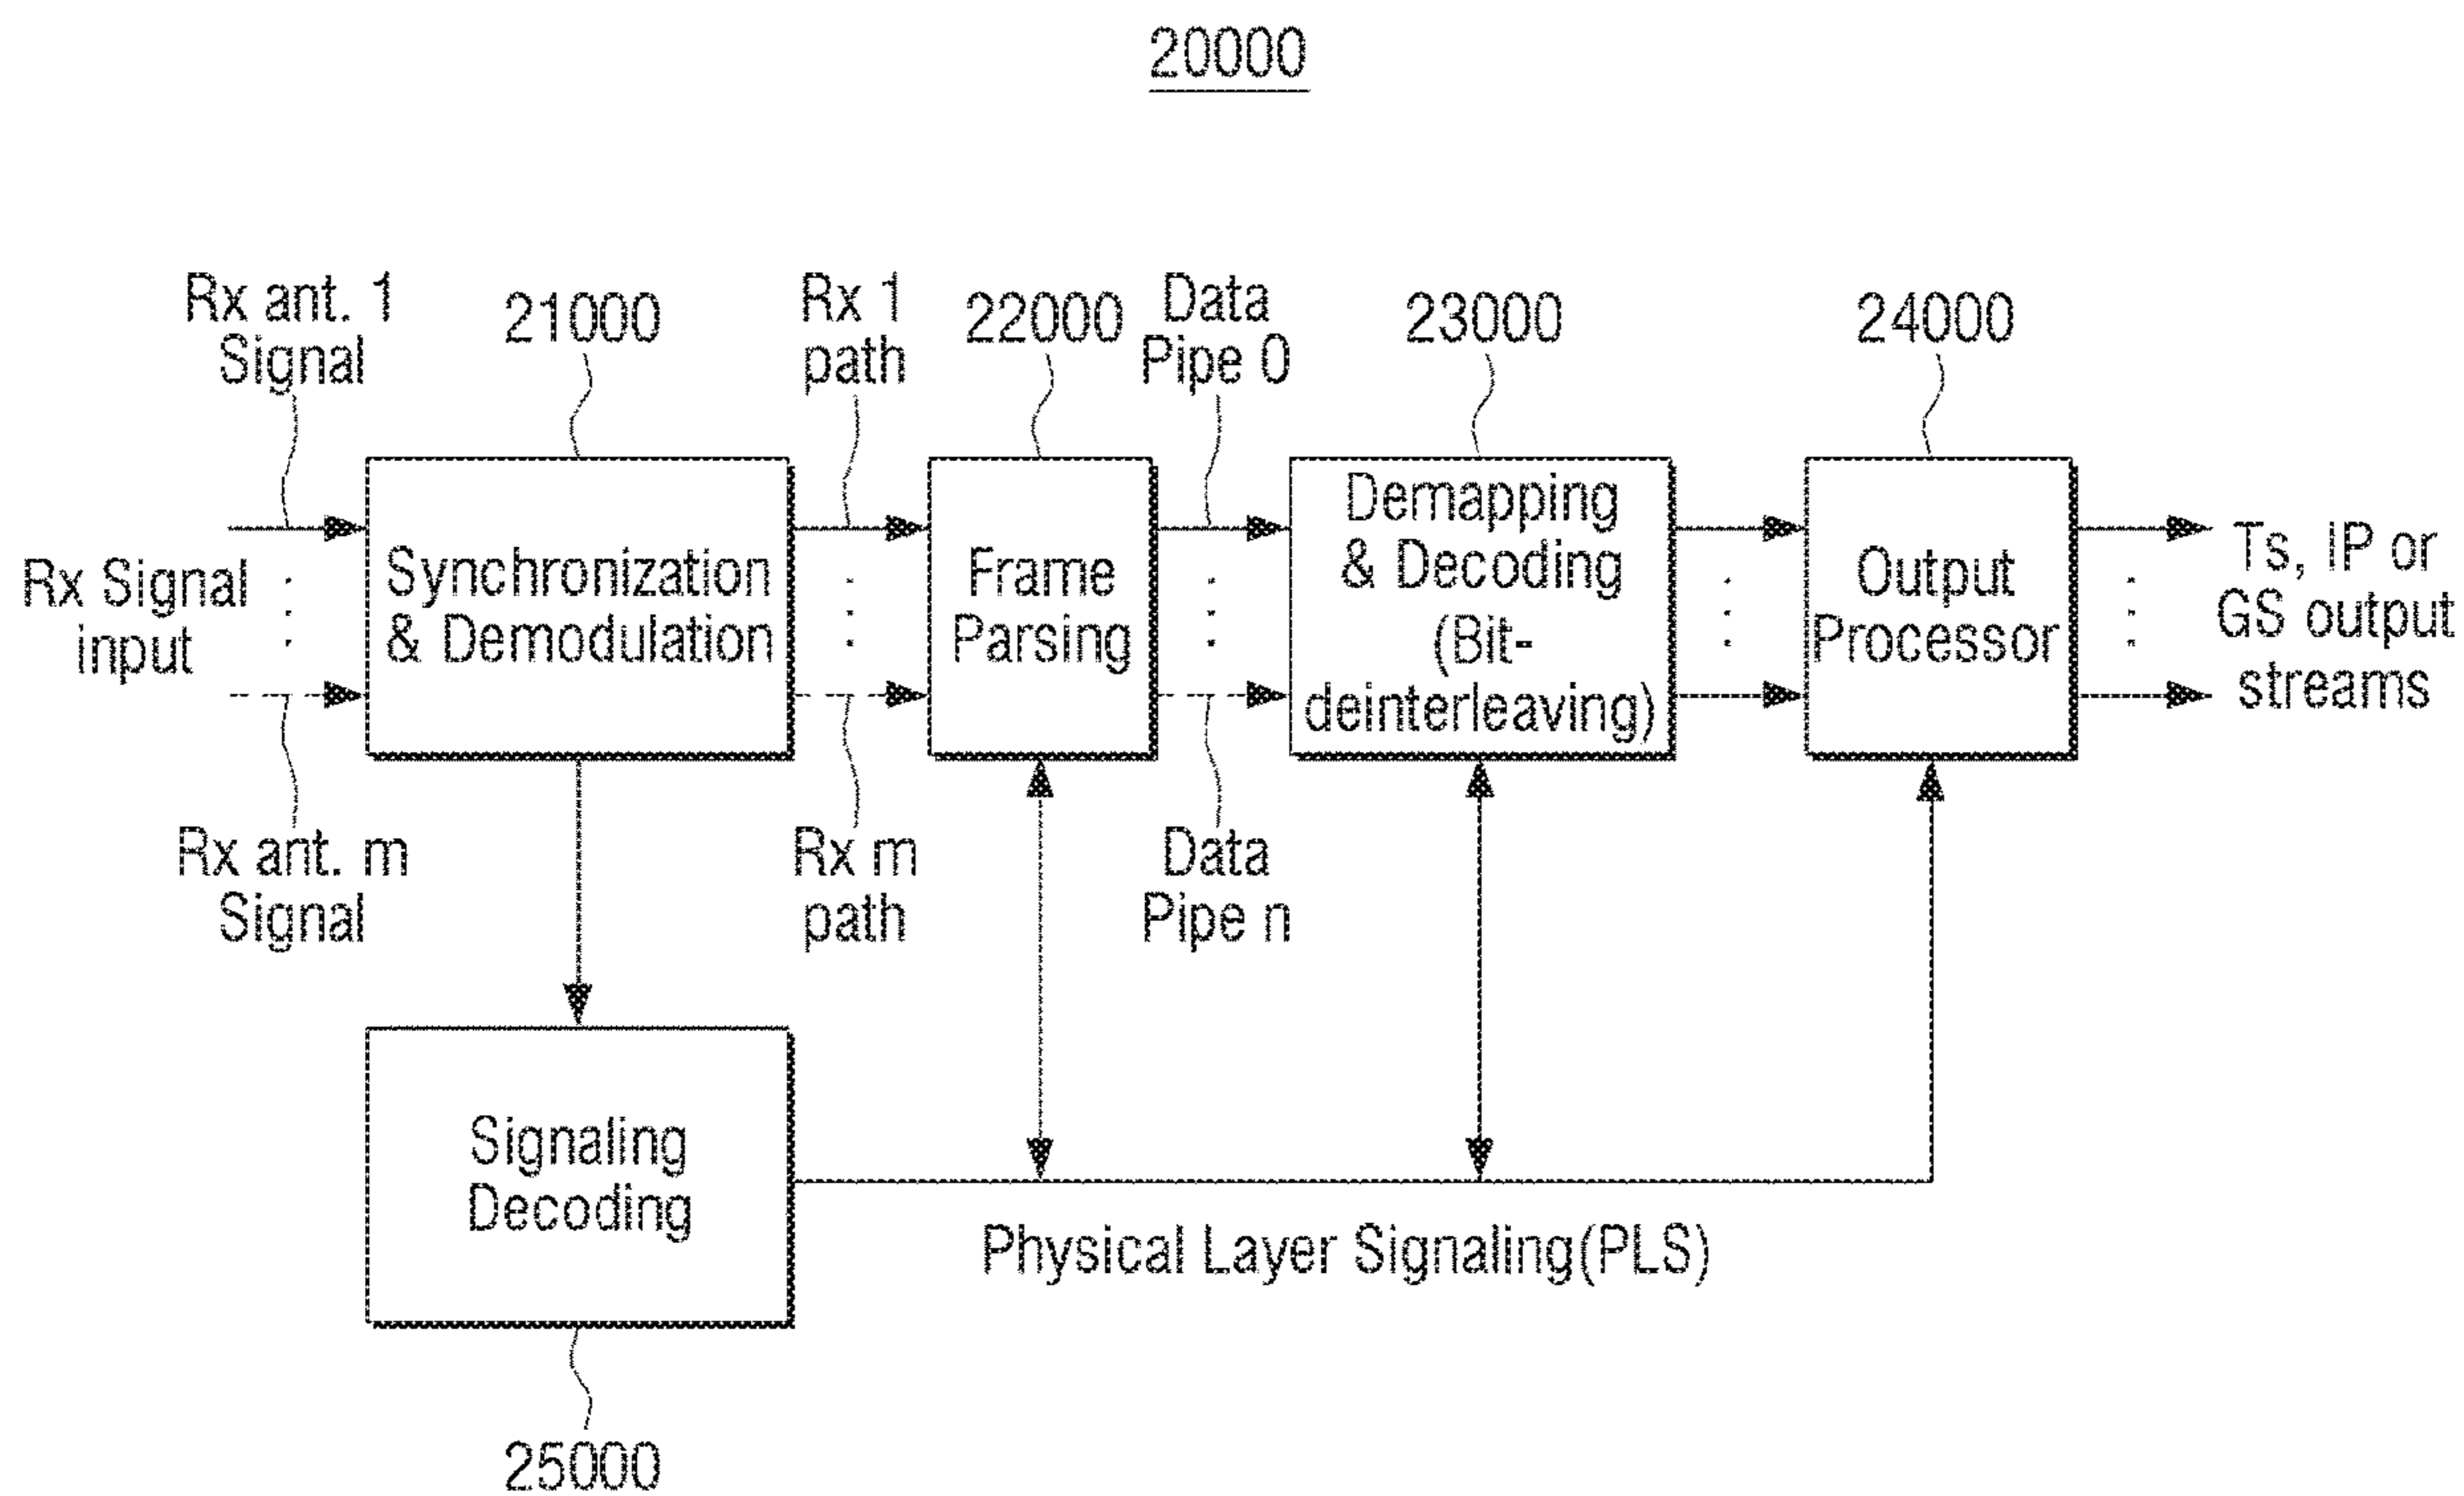 20000
Rx ant. 1
Signal
21000
Rx 1
path
22000
Data
Pipe 0
23000
24000
Rx Signal
input
Synchronization
& Demodulation
Frame
Parsing
Demapping
& Decoding
(Bit-
deinterleaving)
Output
Processor
Ts, IP or
GS output
streams
Rx ant. m
Signal
Rx m
path
Data
Pipe n
Signaling
Decoding
Physical Layer Signaling(PLS)
25000